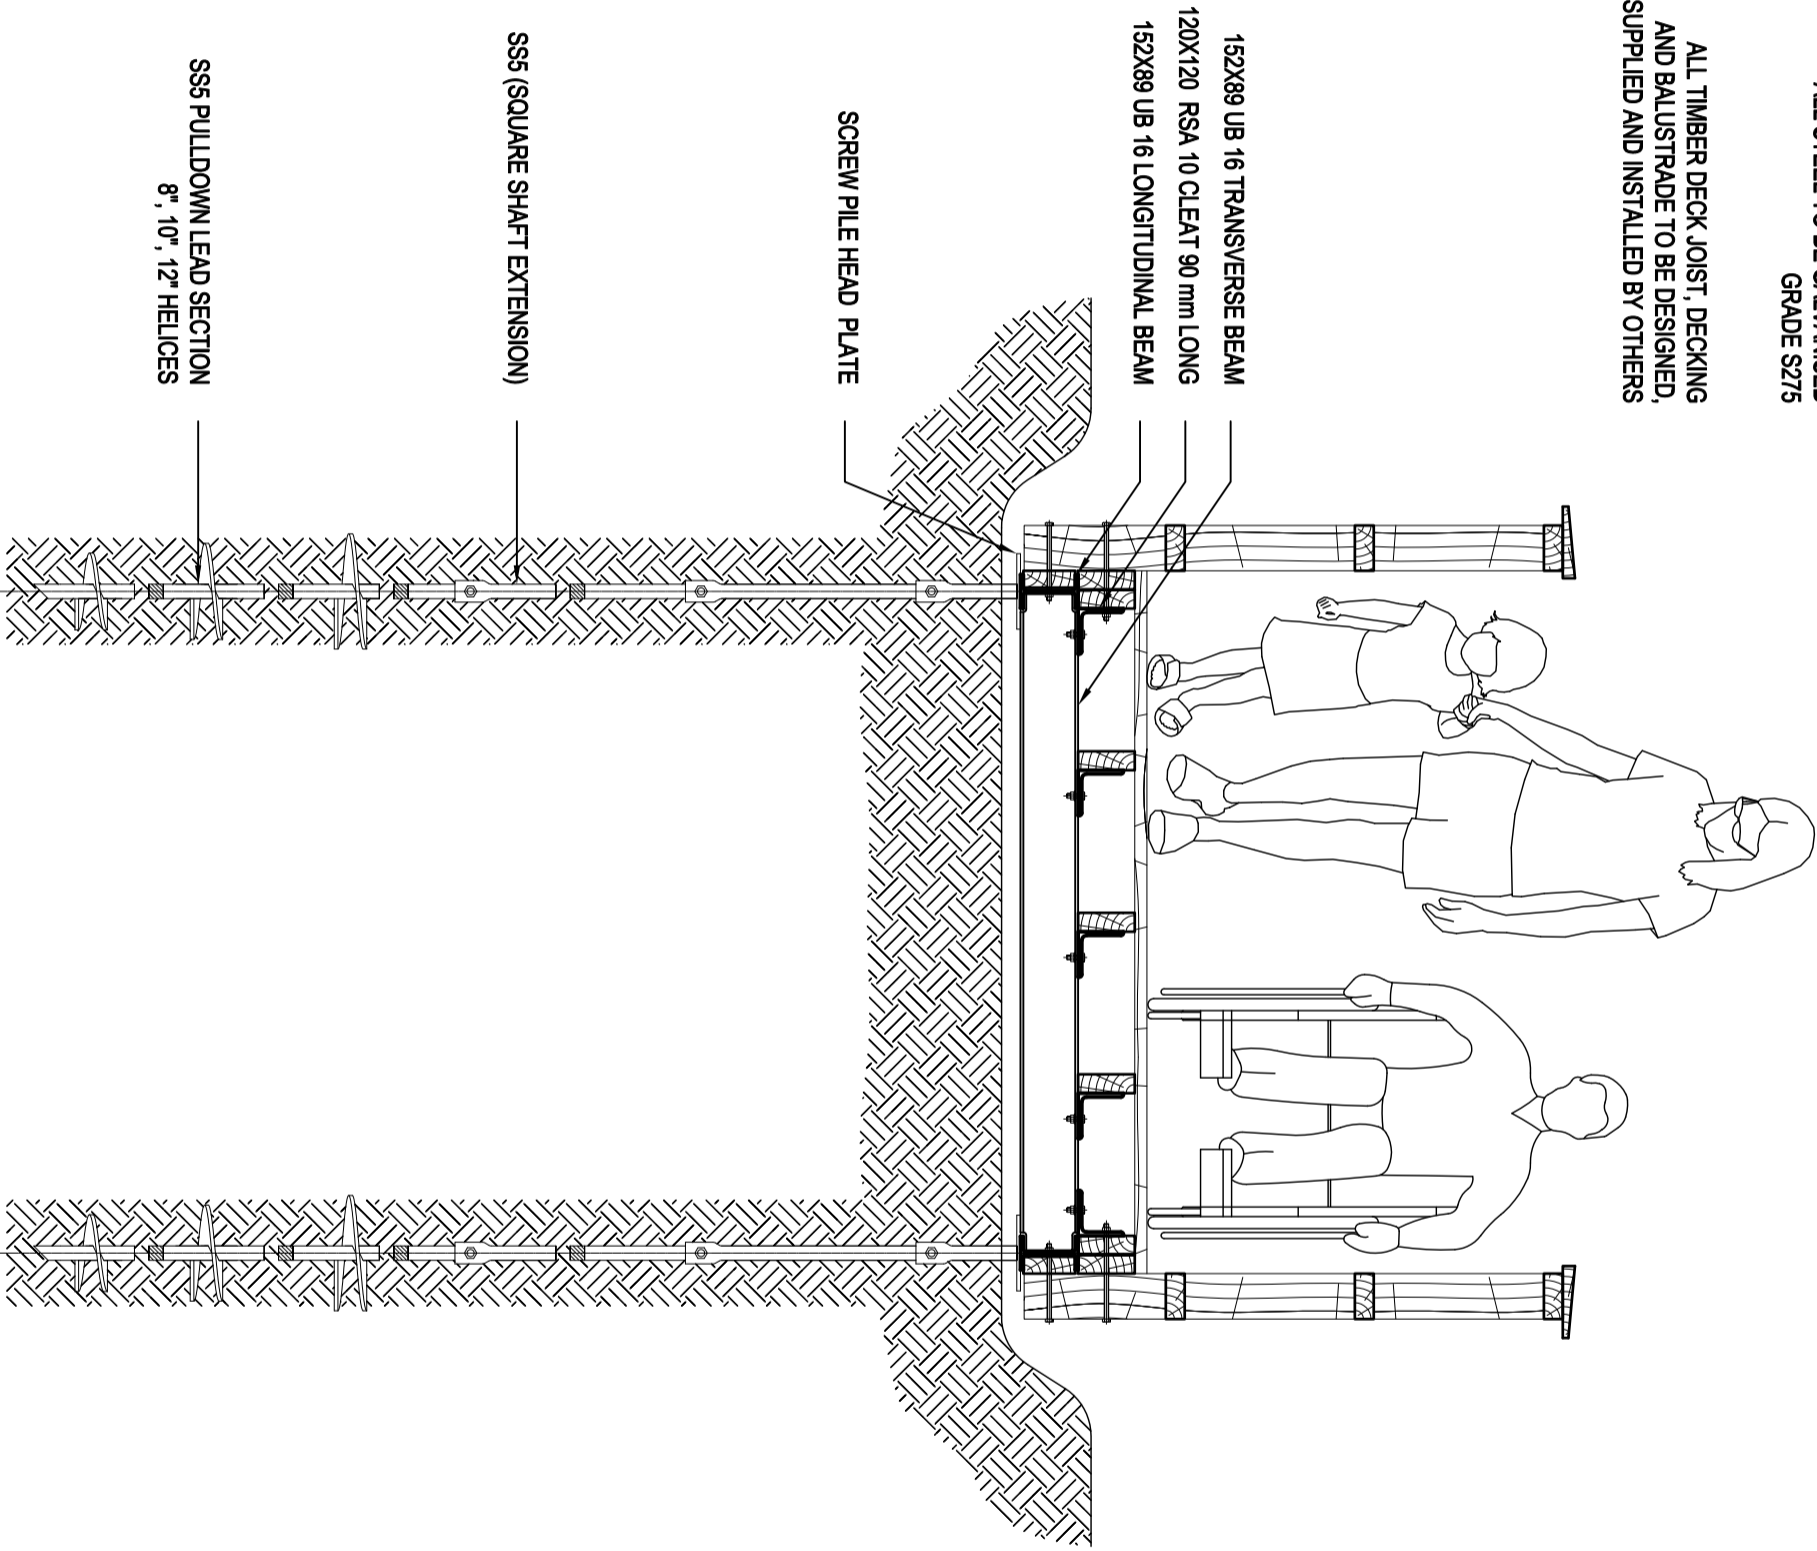 GRADE S275
ALL TIMBER DECK JOIST, DECKING
AND BALUSTRADE TO BE DESIGNED,
SUPPLIED AND INSTALLED BY OTHERS
152X89 UB 16 TRANSVERSE BEAM
120X120 RSA 10 CLEAT 90 mm LONG
152X89 UB 16 LONGITUDINAL BEAM
SCREW PILE HEAD PLATE
SS5 (SQUARE SHAFT EXTENSION)
SS5 PULLDOWN LEAD SECTION
8", 10", 12" HELICES